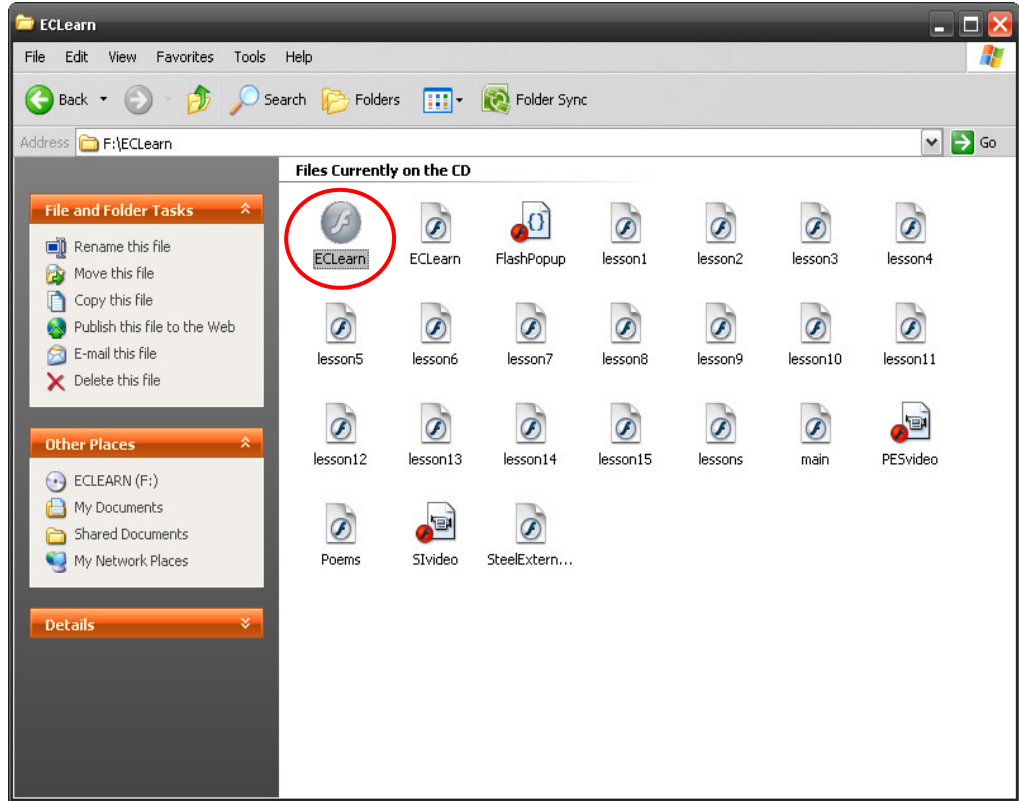 ECLearn
File Edit View Favorites Tools Help
Back Search Folders Folder Sync
Address F:\ECLearn Go
Files Currently on the CD
File and Folder Tasks
Rename this file
Move this file
Copy this file
Publish this file to the Web
E-mail this file
Delete this file
Other Places
ECLEARN (F:)
My Documents
Shared Documents
My Network Places
Details
ECLearn ECLearn FlashPopup lesson1 lesson2 lesson3 lesson4
lesson5 lesson6 lesson7 lesson8 lesson9 lesson10 lesson11
lesson12 lesson13 lesson14 lesson15 lessons main PESvideo
Poems SIvideo SteelExtern...